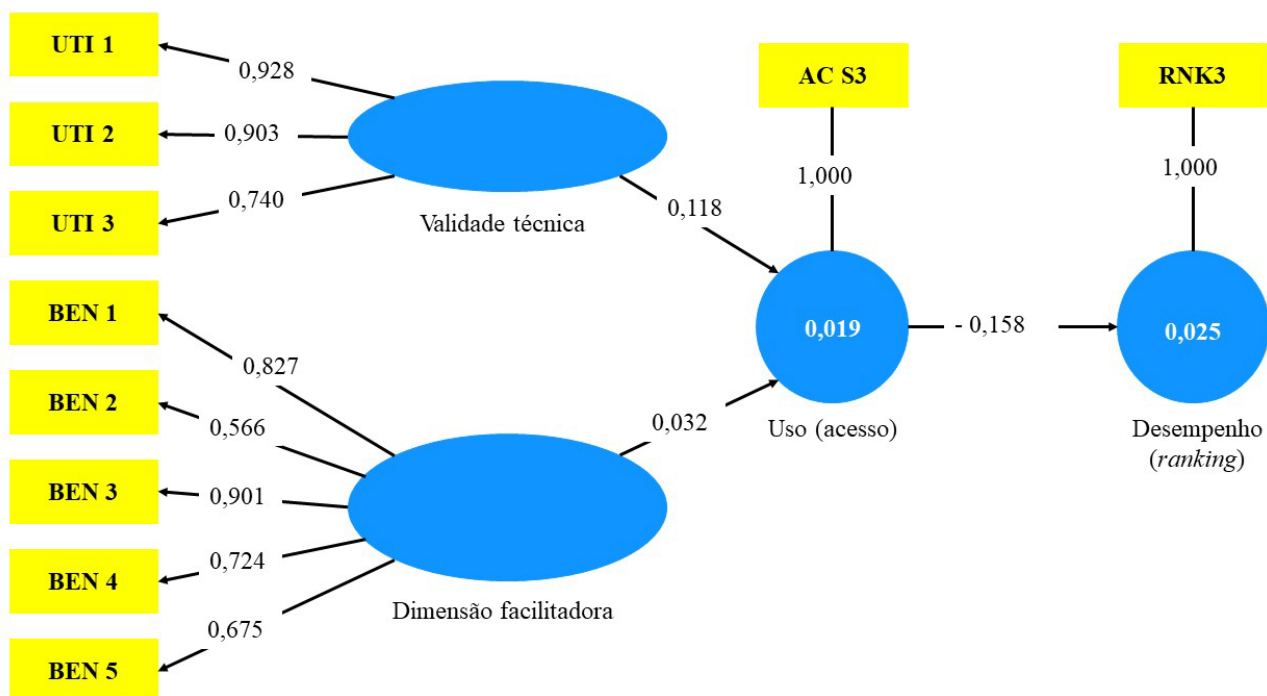 UTI 1
0,928
UTI 2
0,903
UTI 3
0,740
Validade técnica
0,118
BEN 1
0,827
BEN 2
0,566
BEN 3
0,901
BEN 4
0,724
BEN 5
0,675
Dimensão facilitadora
0,032
AC S3
1,000
0,019
Uso (acesso)
- 0,158
RNK3
1,000
0,025
Desempenho
(ranking)